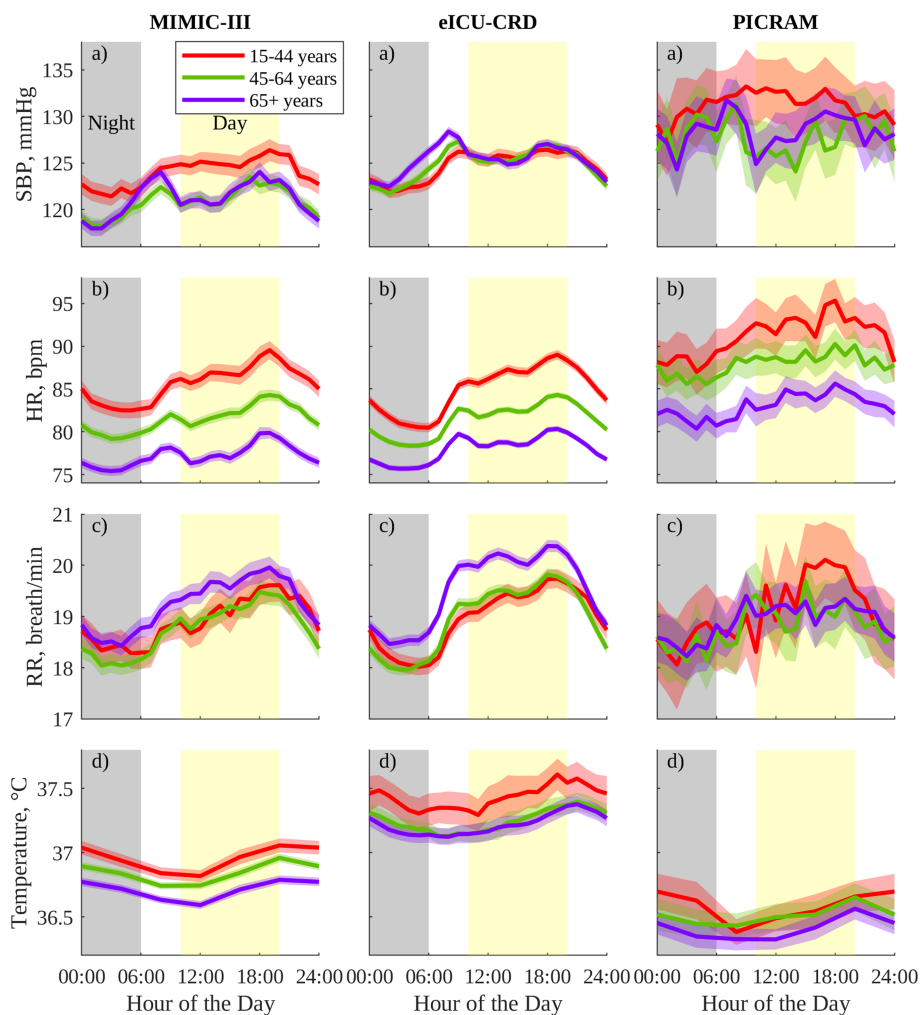 MIMIC-III eICU-CRD PICRAM
a) a) a)
15-44 years
45-64 years
65+ years
Night Day
SBP, mmHg
135
130
125
120
b) b) b)
HR, bpm
95
90
85
80
75
c) c) c)
RR, breath/min
21
20
19
18
17
d) d) d)
Temperature, °C
37.5
37
36.5
00:00 06:00 12:00 18:00 24:00 00:00 06:00 12:00 18:00 24:00 00:00 06:00 12:00 18:00 24:00
Hour of the Day Hour of the Day Hour of the Day